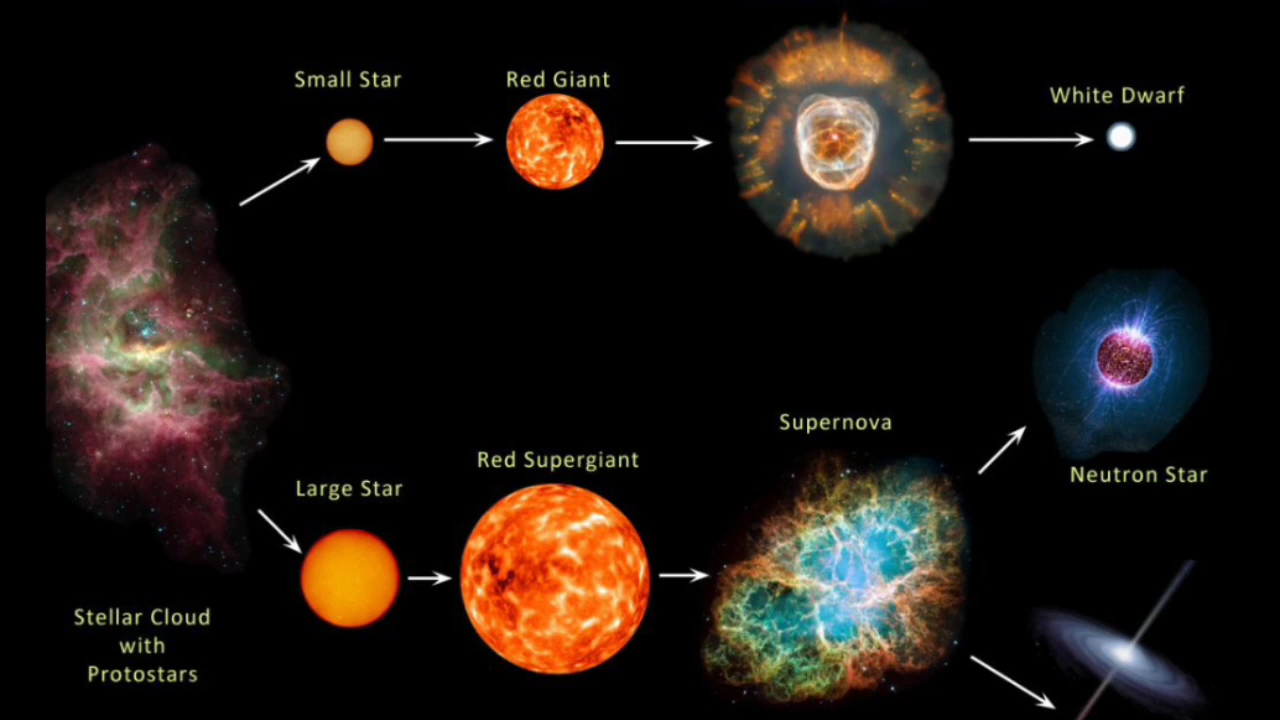 Small Star
Red Giant
White Dwarf
Supernova
Neutron Star
Red Supergiant
Large Star
Stellar Cloud
with
Protostars